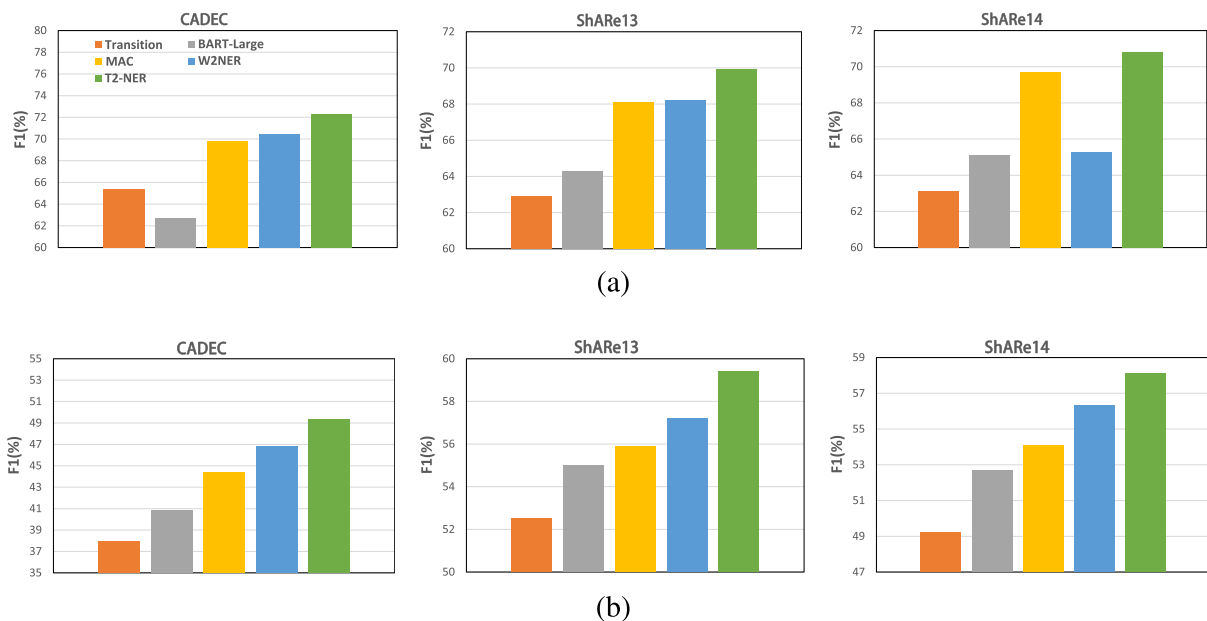 CADEC
F1(%)
80
78
76
74
72
70
68
66
64
62
60
Transition BART-Large
MAC W2NER
T2-NER
ShARe13
F1(%)
72
70
68
66
64
62
60
ShARe14
F1(%)
72
70
68
66
64
62
60
(a)
CADEC
F1(%)
55
53
51
49
47
45
43
41
39
37
35
ShARe13
F1(%)
60
58
56
54
52
50
ShARe14
F1(%)
59
57
55
53
51
49
47
(b)